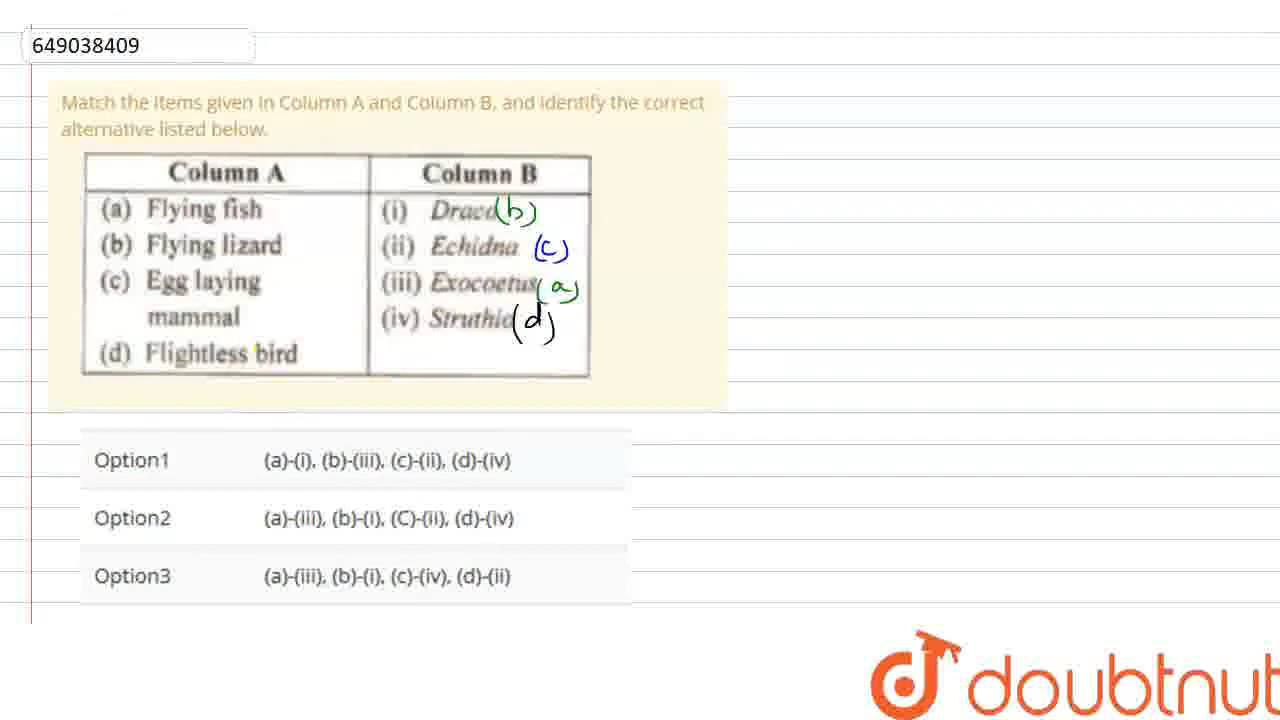 649038409
Match the items given in Column A and Column B, and identify the correct
alternative listed below.
Column A Column B
(a) Flying fish (i) Draco (b)
(b) Flying lizard (ii) Echidna (c)
(c) Egg laying (iii) Exocoetus (a)
mammal (iv) Struthio (d)
(d) Flightless bird
Option1 (a)-(i), (b)-(iii), (c)-(ii), (d)-(iv)
Option2 (a)-(iii), (b)-(i), (C)-(ii), (d)-(iv)
Option3 (a)-(iii), (b)-(i), (c)-(iv), (d)-(ii)
doubtnut